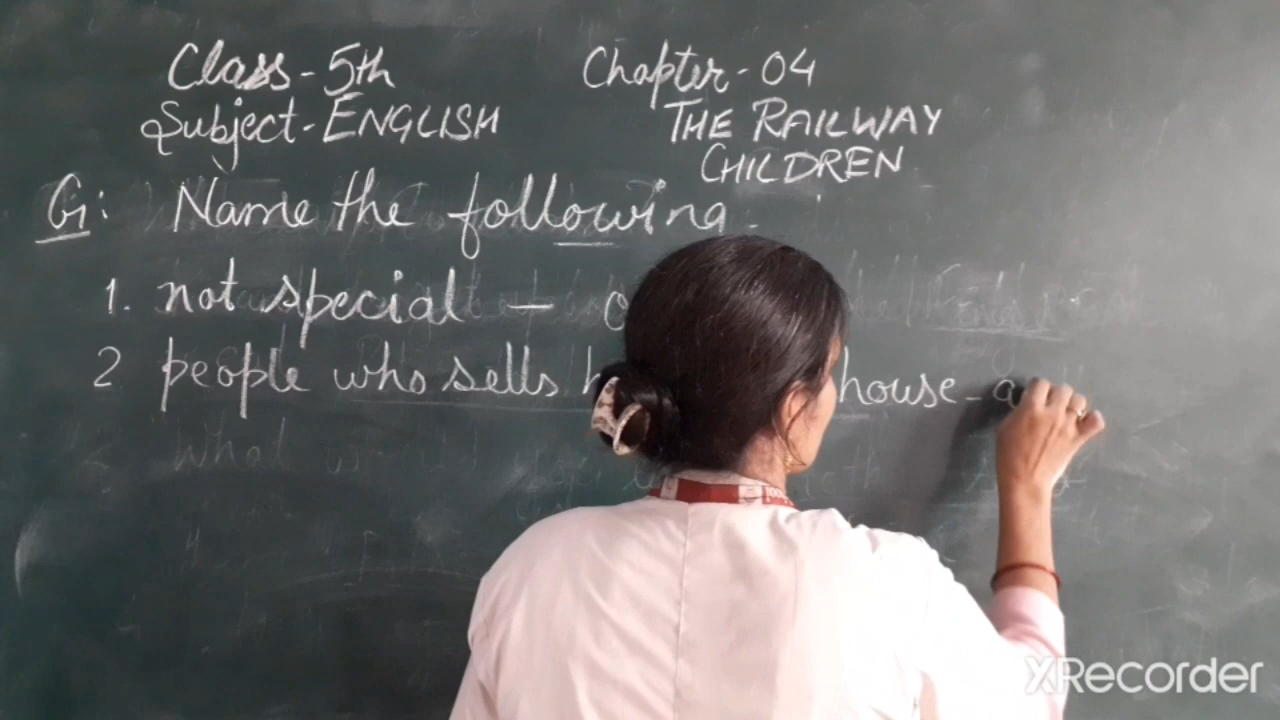 Class - 5th Chapter - 04
Subject - ENGLISH THE RAILWAY
CHILDREN
G: Name the following -
1. not special —
2 people who sells house -
XRecorder